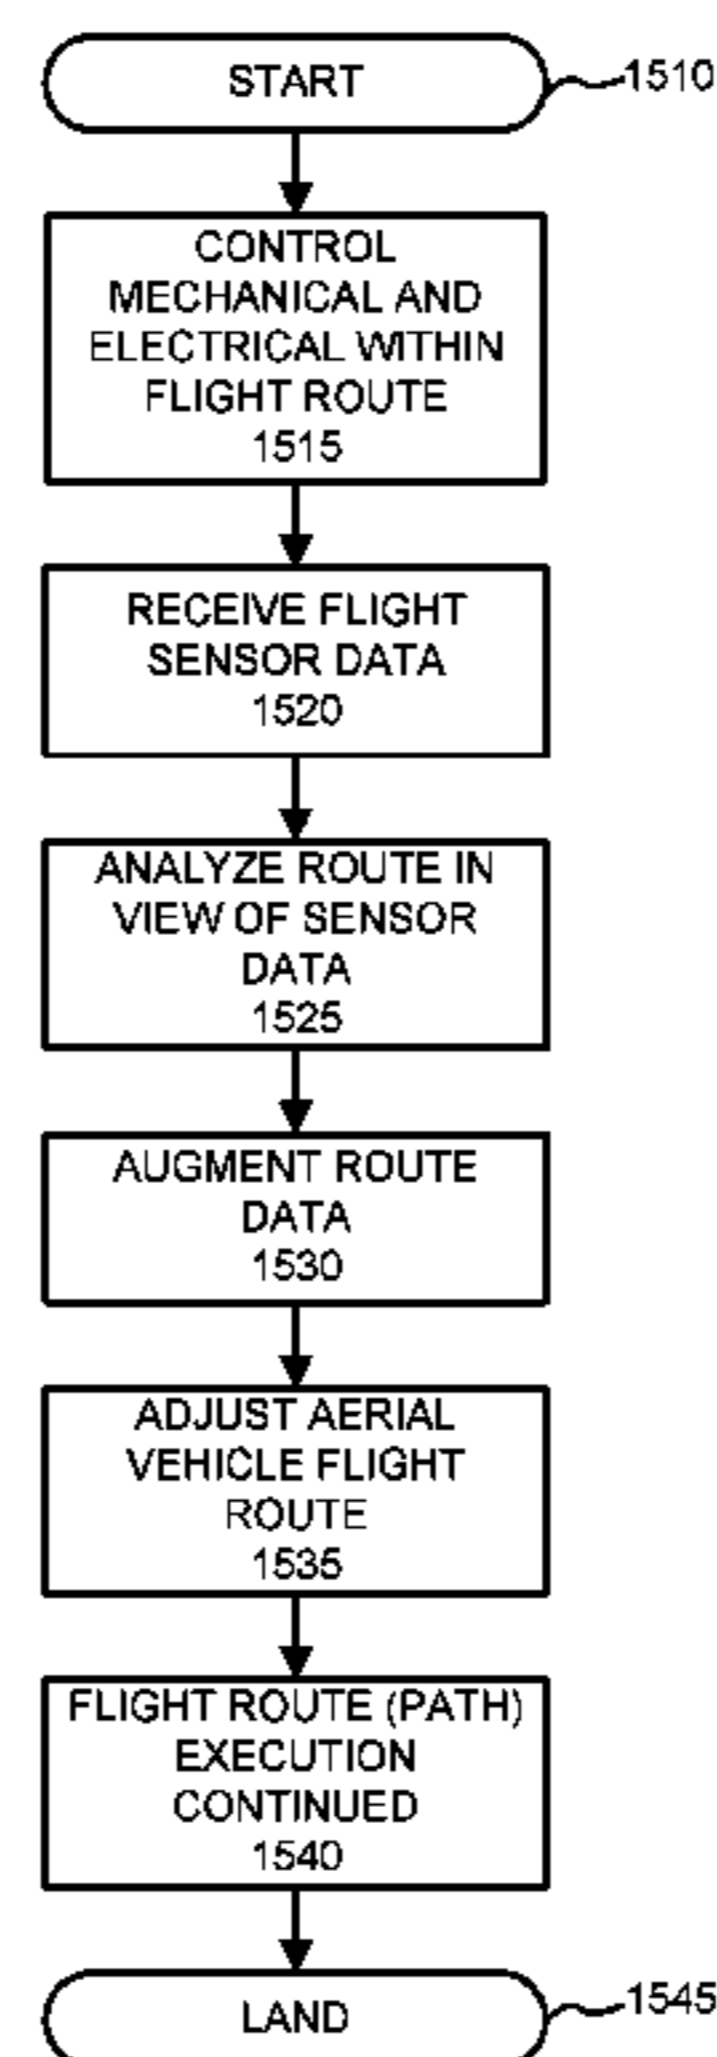 START
1510
CONTROL
MECHANICAL AND
ELECTRICAL WITHIN
FLIGHT ROUTE
1515
RECEIVE FLIGHT
SENSOR DATA
1520
ANALYZE ROUTE IN
VIEW OF SENSOR
DATA
1525
AUGMENT ROUTE
DATA
1530
ADJUST AERIAL
VEHICLE FLIGHT
ROUTE
1535
FLIGHT ROUTE (PATH)
EXECUTION
CONTINUED
1540
LAND
1545